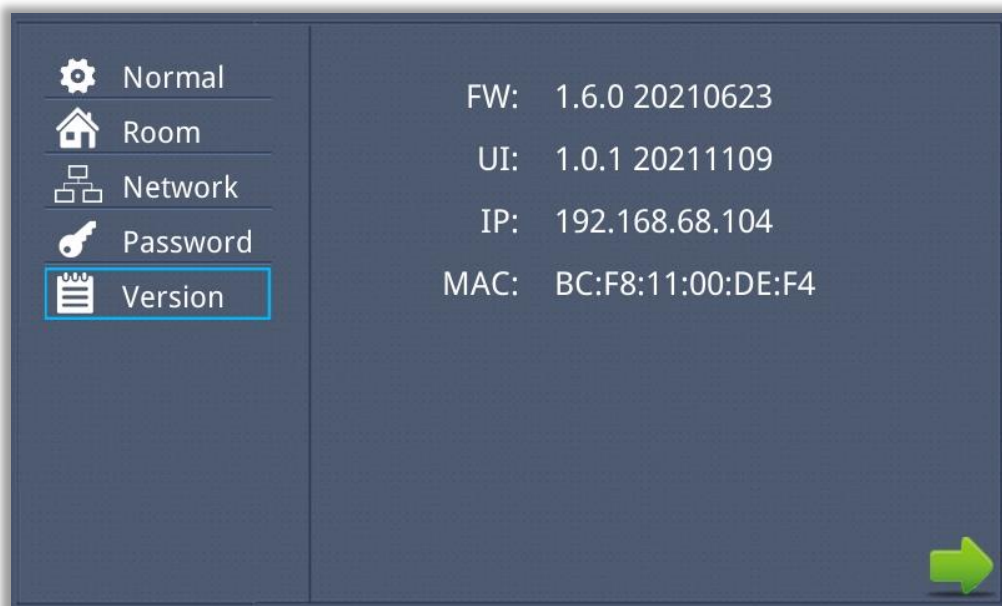 Normal
Room
Network
Password
Version
FW: 1.6.0 20210623
UI: 1.0.1 20211109
IP: 192.168.68.104
MAC: BC:F8:11:00:DE:F4